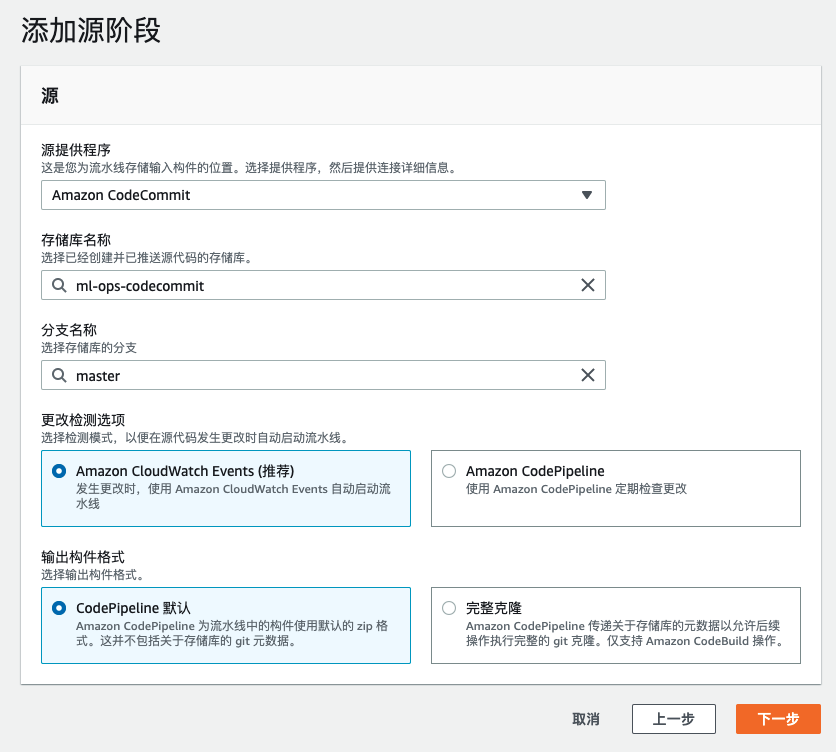 添加源阶段
源
源提供程序
这是您为流水线存储输入构件的位置。选择提供程序，然后提供连接详细信息。
Amazon CodeCommit
存储库名称
选择已经创建并已推送源代码的存储库。
ml-ops-codecommit
分支名称
选择存储库的分支
master
更改检测选项
选择检测模式，以便在源代码发生更改时自动启动流水线。
Amazon CloudWatch Events (推荐)
发生更改时，使用 Amazon CloudWatch Events 自动启动流
水线
Amazon CodePipeline
使用 Amazon CodePipeline 定期检查更改
输出构件格式
选择输出构件格式。
CodePipeline 默认
Amazon CodePipeline 为流水线中的构件使用默认的 zip 格
式。这并不包括关于存储库的 git 元数据。
完整克隆
Amazon CodePipeline 传递关于存储库的元数据以允许后续
操作执行完整的 git 克隆。仅支持 Amazon CodeBuild 操作。
取消
上一步
下一步